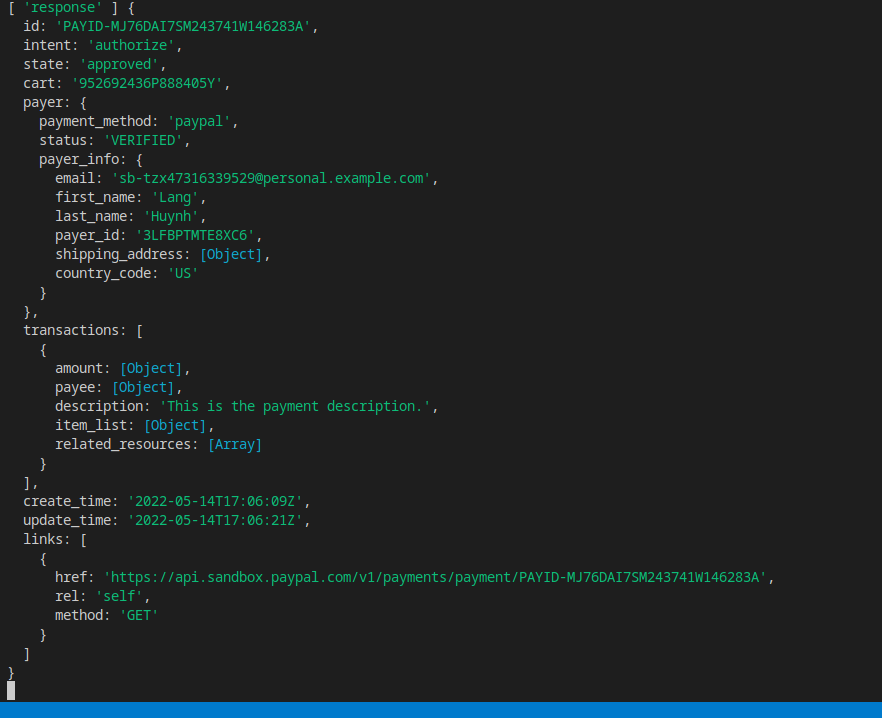 [ 'response' ] {
  id: 'PAYID-MJ76DAI7SM243741W146283A',
  intent: 'authorize',
  state: 'approved',
  cart: '952692436P888405Y',
  payer: {
    payment_method: 'paypal',
    status: 'VERIFIED',
    payer_info: {
      email: 'sb-tzx47316339529@personal.example.com',
      first_name: 'Lang',
      last_name: 'Huynh',
      payer_id: '3LFBPTMTE8XC6',
      shipping_address: [Object],
      country_code: 'US'
    }
  },
  transactions: [
    {
      amount: [Object],
      payee: [Object],
      description: 'This is the payment description.',
      item_list: [Object],
      related_resources: [Array]
    }
  ],
  create_time: '2022-05-14T17:06:09Z',
  update_time: '2022-05-14T17:06:21Z',
  links: [
    {
      href: 'https://api.sandbox.paypal.com/v1/payments/payment/PAYID-MJ76DAI7SM243741W146283A',
      rel: 'self',
      method: 'GET'
    }
  ]
}